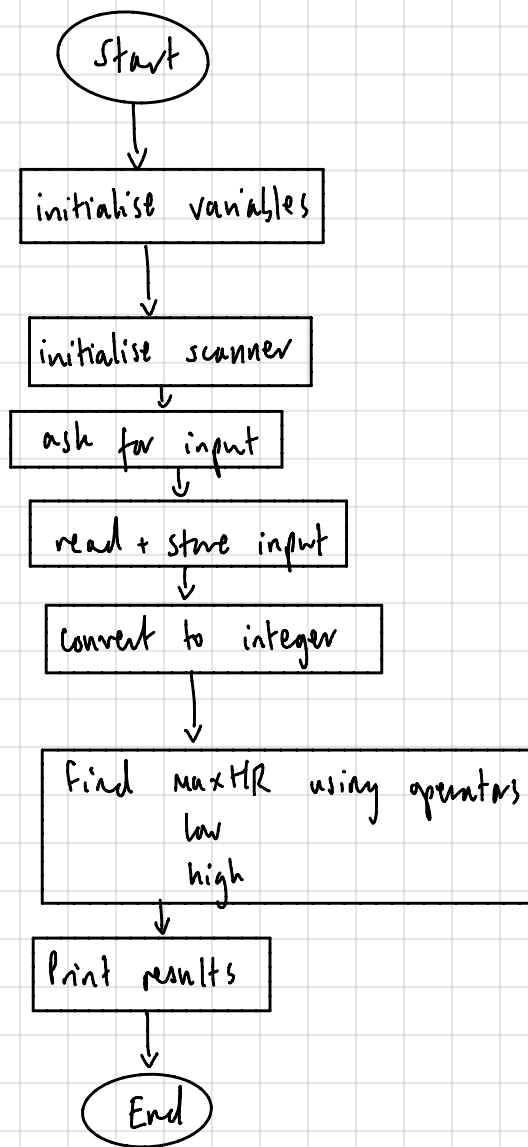 Start
initialise variables
initialise scanner
ask for input
read + store input
convert to integer
Find maxHR using operators
low
high
Print results
End